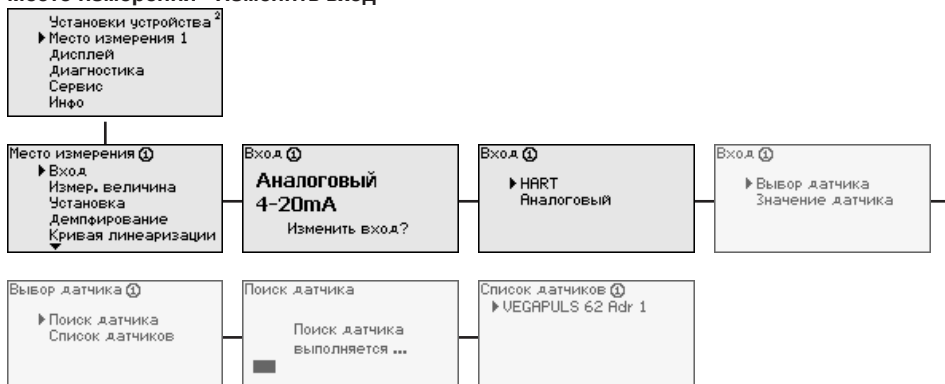 Место измерения - Изменить вход
Установки устройства 2
▶Место измерения 1
Дисплей
Диагностика
Сервис
Инфо
Место измерения ①
▶Вход
Измер. величина
Установка
Демпфирование
Кривая линеаризации
▼
Вход ①
Аналоговый
4-20mA
Изменить вход?
Вход ①
▶HART
Аналоговый
Вход ①
▶Выбор датчика
Значение датчика
Выбор датчика ①
▶Поиск датчика
Список датчиков
Поиск датчика
Поиск датчика
выполняется ...
Список датчиков ①
▶VEGAPULS 62 Adr 1